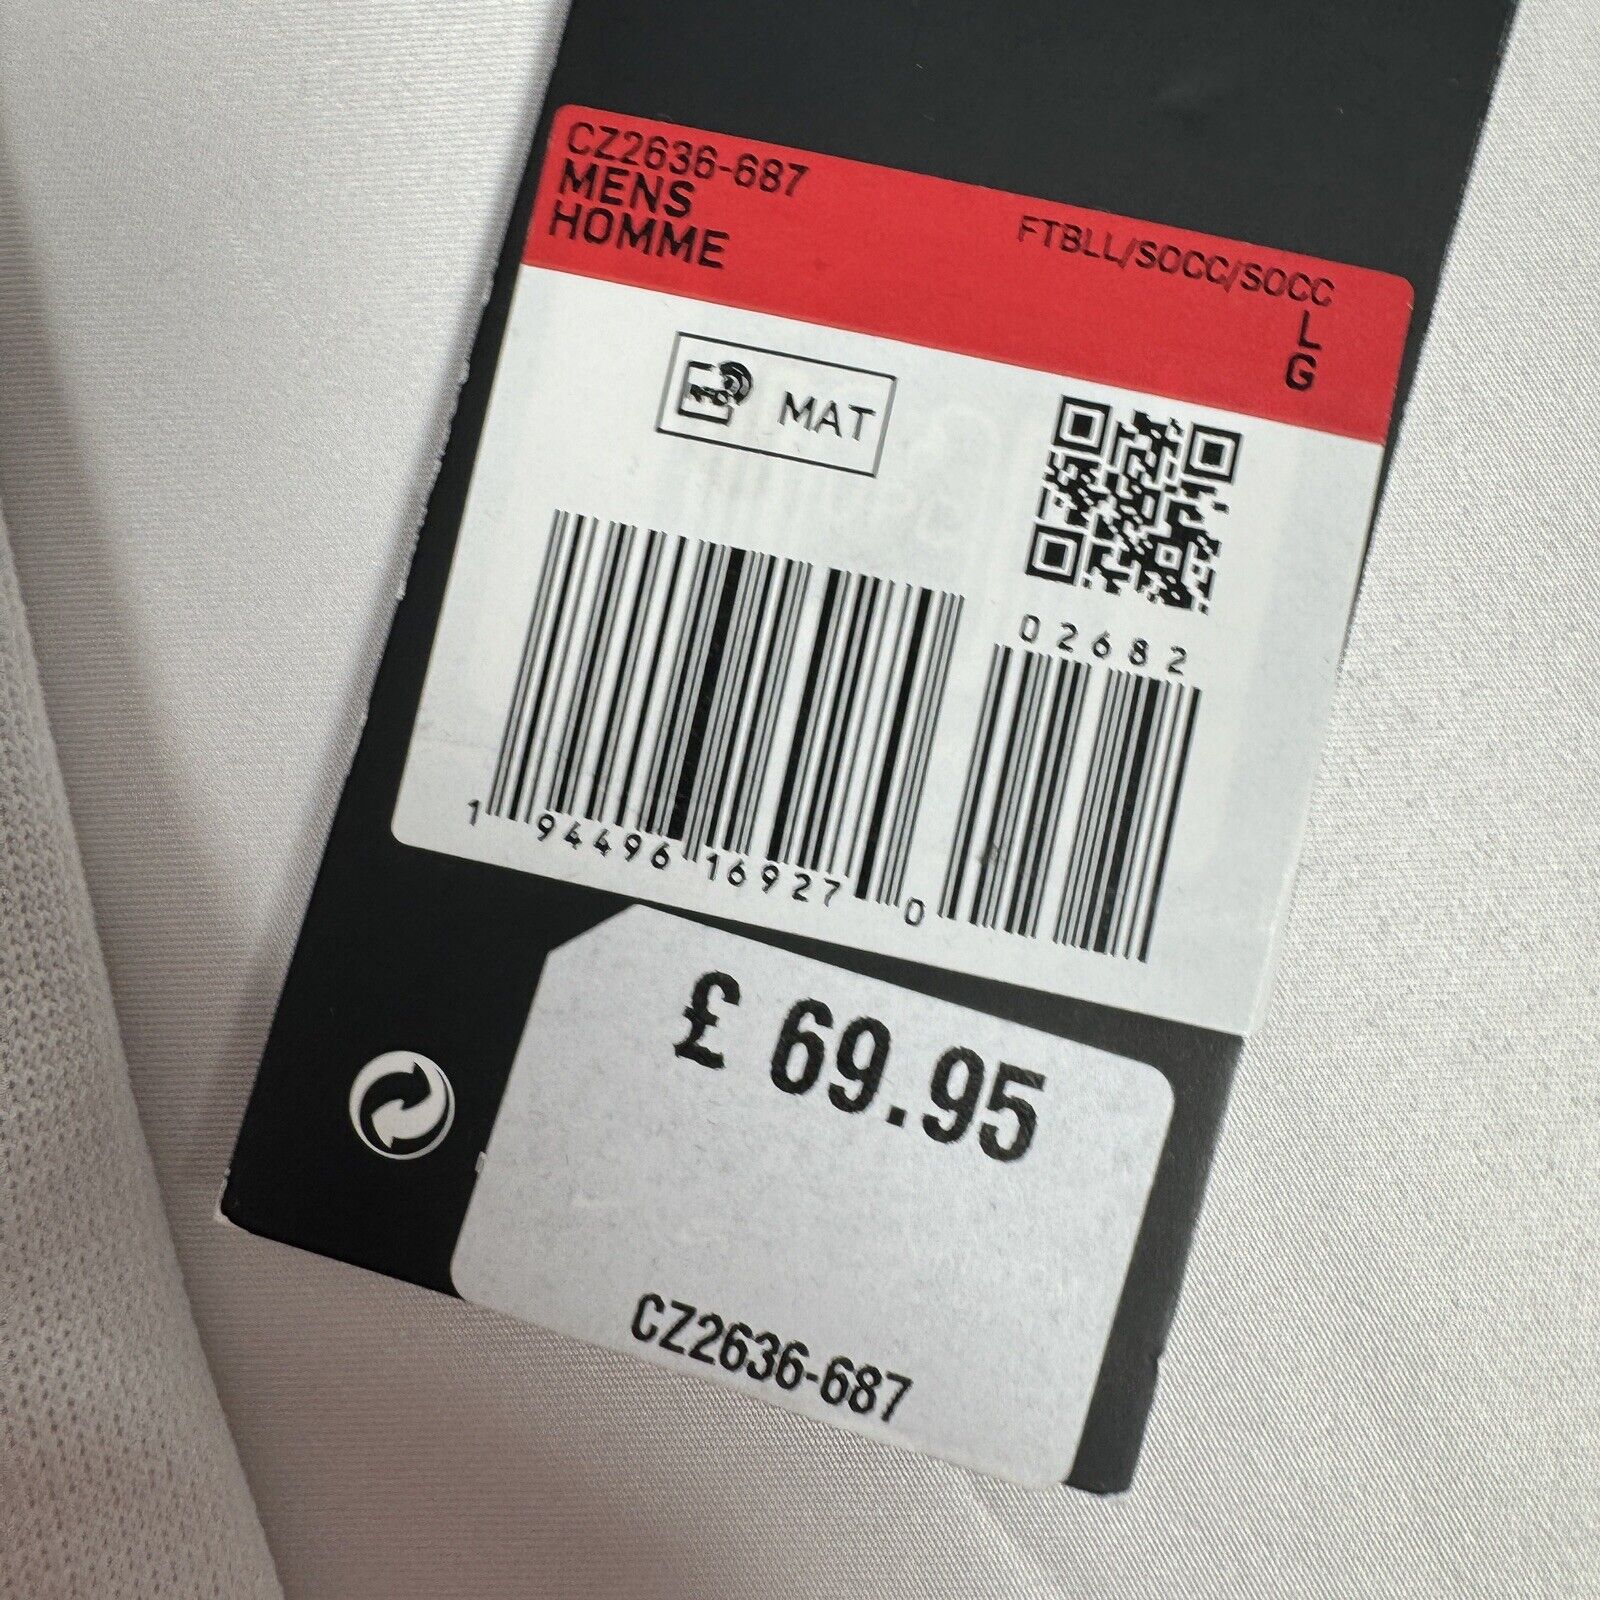 CZ2636-687
MENS
HOMME
FTBLL/SOCC/SOCC
L
G
MAT
02682
1 94496 16927 0
£ 69.95
CZ2636-687